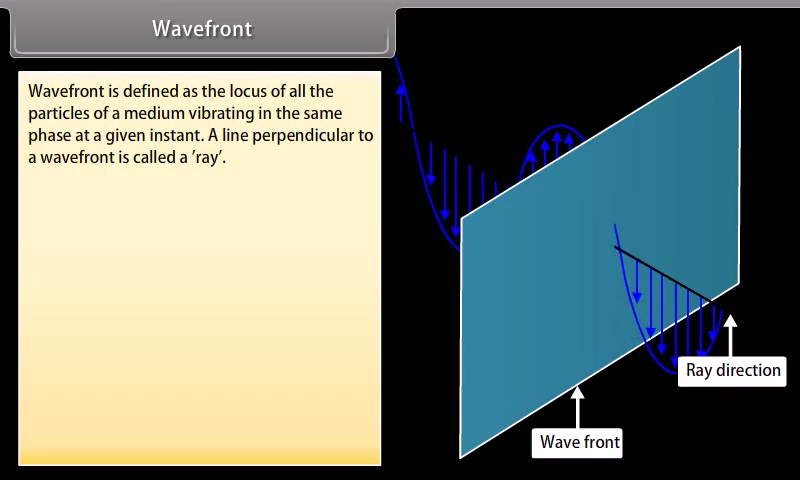 Wavefront
Wavefront is defined as the locus of all the
particles of a medium vibrating in the same
phase at a given instant. A line perpendicular to
a wavefront is called a ’ray’.
Ray direction
Wave front